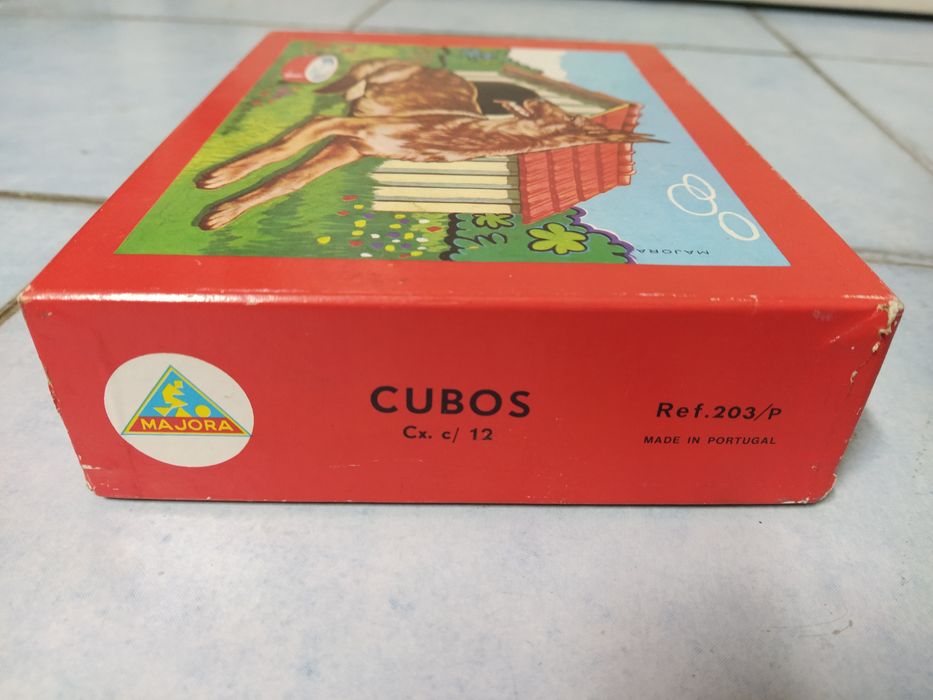 MAJORA
MAJORA
CUBOS
Cx. c/ 12
Ref.203/P
MADE IN PORTUGAL